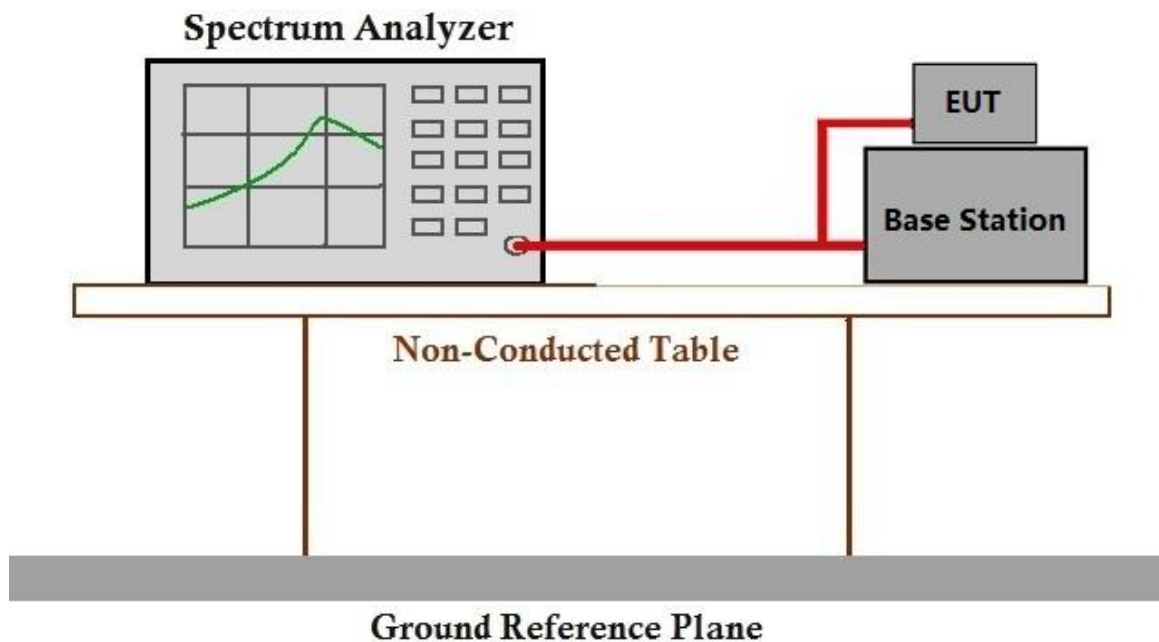 Spectrum Analyzer
EUT
Base Station
Non-Conducted Table
Ground Reference Plane